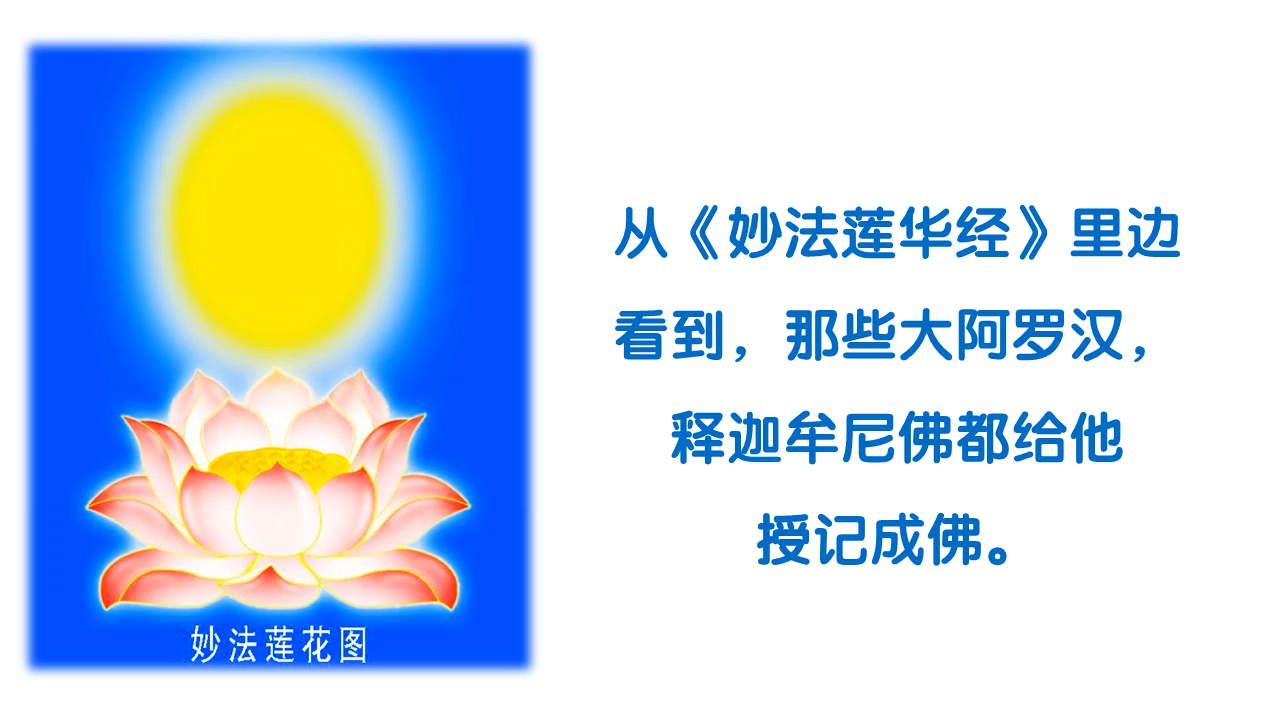 从《妙法莲华经》里边
看到，那些大阿罗汉，
释迦牟尼佛都给他
授记成佛。
妙法莲花图